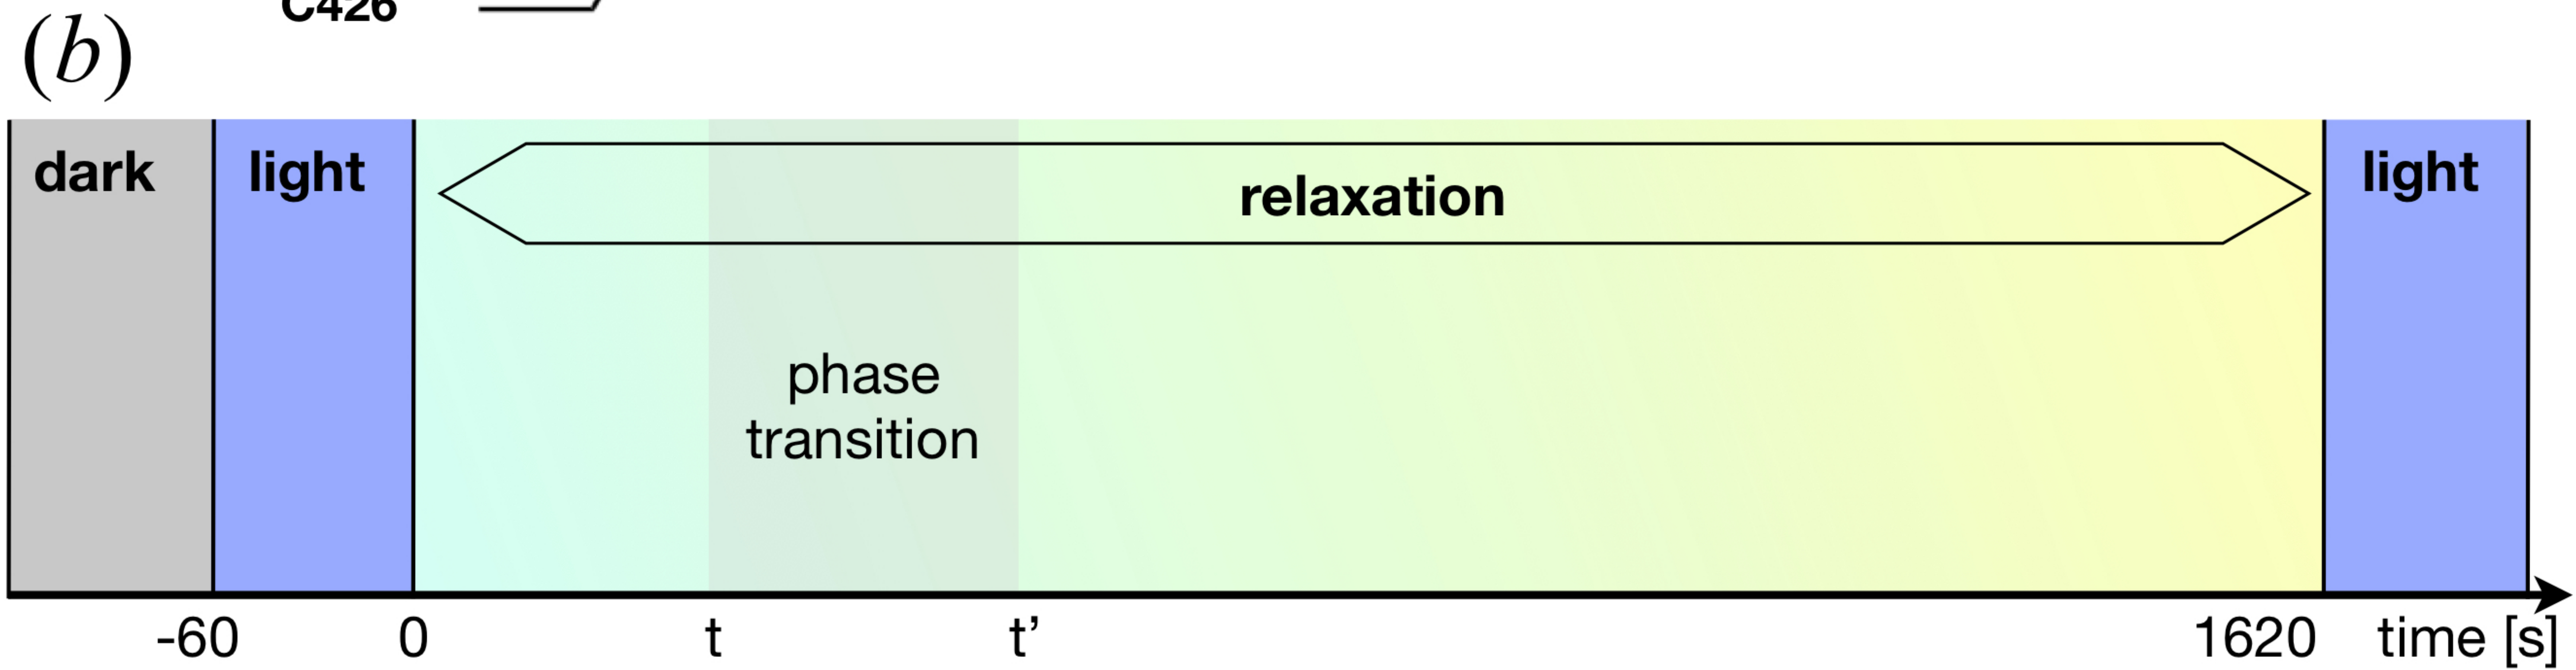 C426
(b)
dark
light
relaxation
light
phase
transition
-60
0
t
t’
1620
time [s]